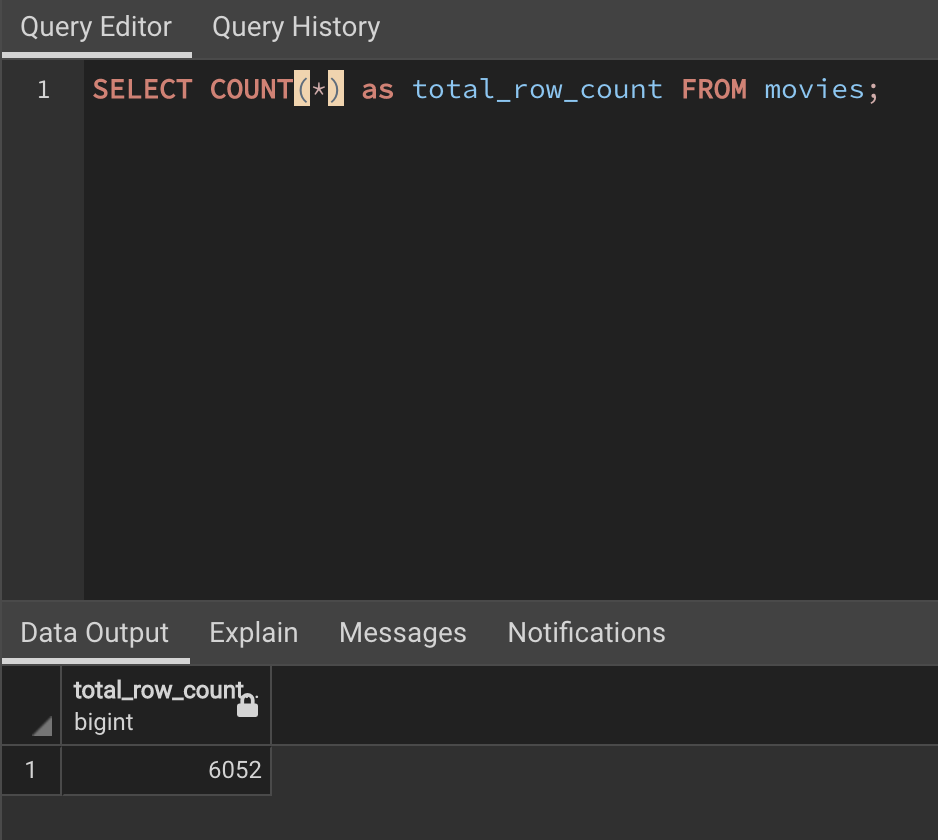 Query Editor Query History
1 SELECT COUNT(*) as total_row_count FROM movies;
Data Output Explain Messages Notifications
total_row_count
bigint
1 6052